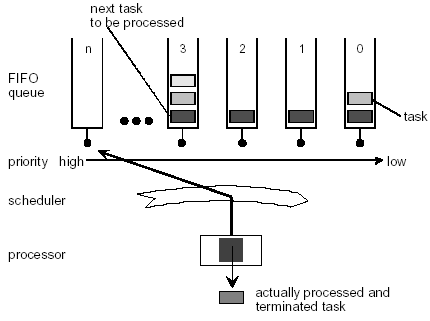 next task
to be processed
n
3
2
1
0
FIFO
queue
task
priority high
low
scheduler
processor
actually processed and
terminated task